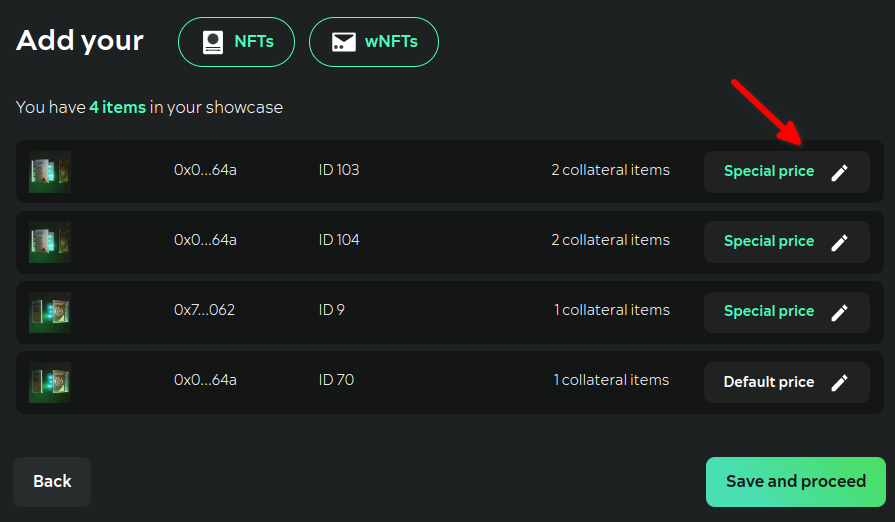 Add your NFTs wNFTs
You have 4 items in your showcase
0x0...64a ID 103 2 collateral items Special price
0x0...64a ID 104 2 collateral items Special price
0x7...062 ID 9 1 collateral items Special price
0x0...64a ID 70 1 collateral items Default price
Back Save and proceed